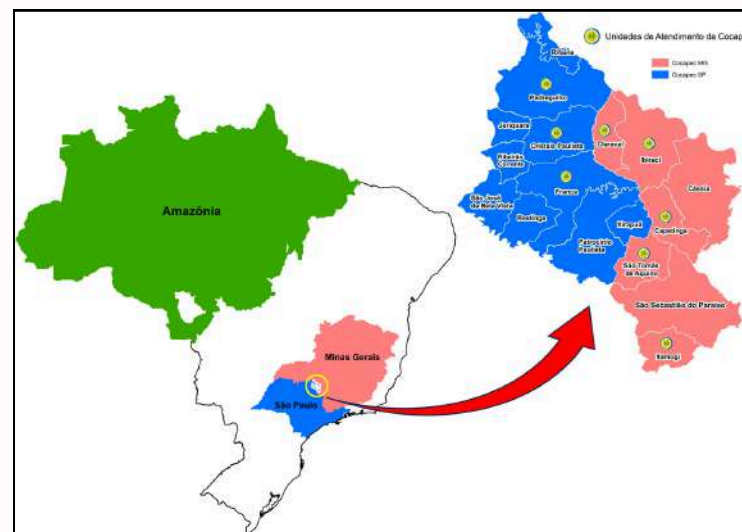 Unidades de Atendimento da Cocap
Cocapec MG
Cocapec SP
Rifaina
Pedregulho
Jeriquara
Cristais Paulista
Claraval
Ibiraci
Ribeirão
Corrente
Cássia
Franca
São José
da Bela Vista
Restinga
Itirapuã
Capetinga
Patrocínio
Paulista
São Tomás
de Aquino
São Sebastião do Paraíso
Itamogi
Amazônia
Minas Gerais
São Paulo